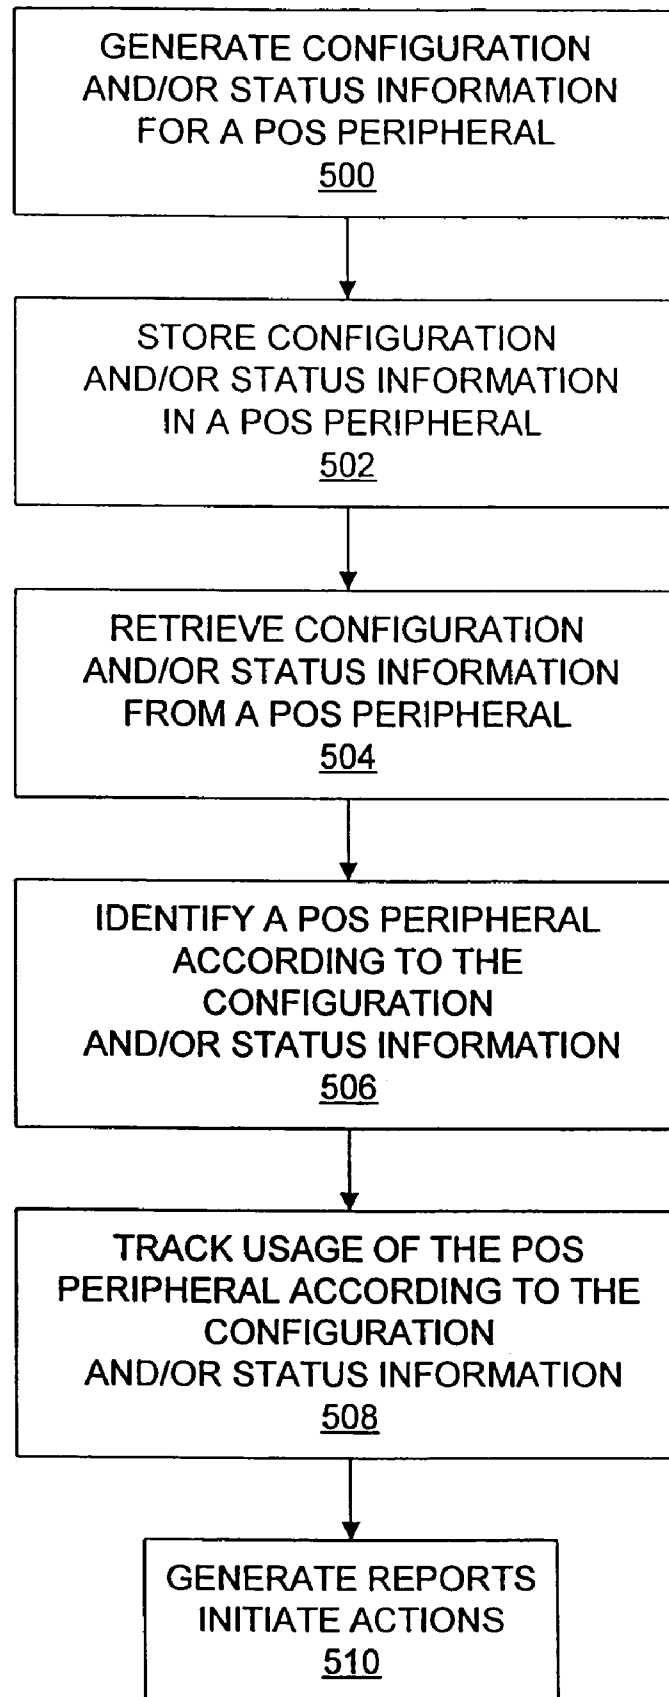 GENERATE CONFIGURATION
AND/OR STATUS INFORMATION
FOR A POS PERIPHERAL
500
STORE CONFIGURATION
AND/OR STATUS INFORMATION
IN A POS PERIPHERAL
502
RETRIEVE CONFIGURATION
AND/OR STATUS INFORMATION
FROM A POS PERIPHERAL
504
IDENTIFY A POS PERIPHERAL
ACCORDING TO THE
CONFIGURATION
AND/OR STATUS INFORMATION
506
TRACK USAGE OF THE POS
PERIPHERAL ACCORDING TO THE
CONFIGURATION
AND/OR STATUS INFORMATION
508
GENERATE REPORTS
INITIATE ACTIONS
510